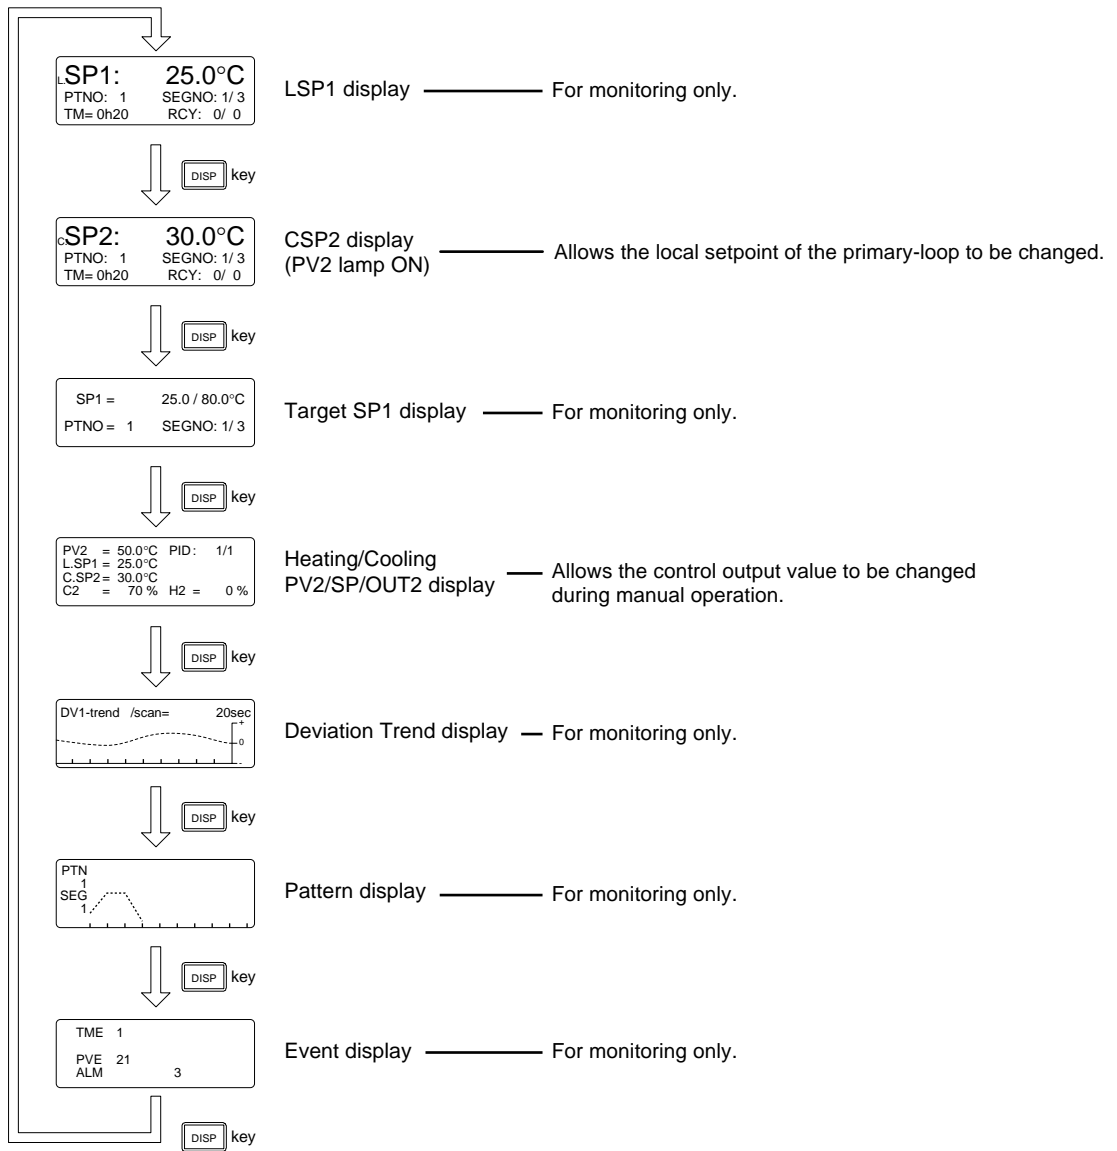 L.SP1: 25.0°C
PTNO: 1 SEGNO: 1/ 3
TM= 0h20 RCY: 0/ 0
LSP1 display For monitoring only.
DISP key
C.SP2: 30.0°C
PTNO: 1 SEGNO: 1/ 3
TM= 0h20 RCY: 0/ 0
CSP2 display
(PV2 lamp ON)
Allows the local setpoint of the primary-loop to be changed.
DISP key
SP1 = 25.0 / 80.0°C
PTNO = 1 SEGNO: 1/ 3
Target SP1 display For monitoring only.
DISP key
PV2 = 50.0°C PID: 1/1
L.SP1 = 25.0°C
C.SP2 = 30.0°C
C2 = 70 % H2 = 0 %
Heating/Cooling
PV2/SP/OUT2 display
Allows the control output value to be changed
during manual operation.
DISP key
DV1-trend /scan= 20sec
+
0
-
Deviation Trend display For monitoring only.
DISP key
PTN
1
SEG
1
Pattern display For monitoring only.
DISP key
TME 1
PVE 21
ALM 3
Event display For monitoring only.
DISP key